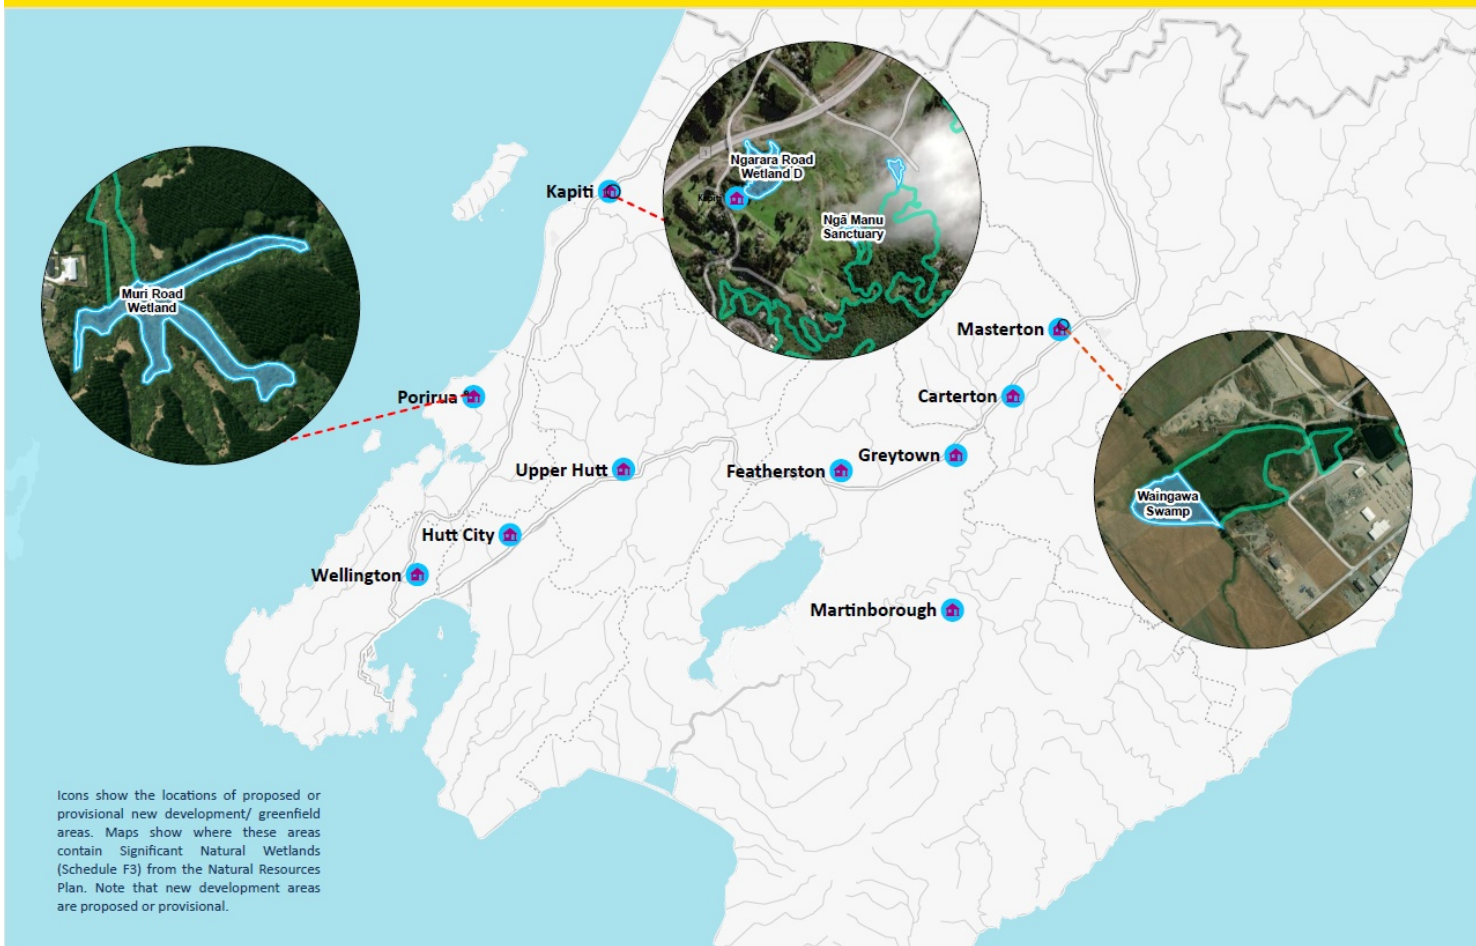 Ngarara Road
Wetland D
Kapiti
Ngā Manu
Sanctuary
Muri Road
Wetland
Masterton
Porirua
Carterton
Greytown
Upper Hutt
Featherston
Waingawa
Swamp
Hutt City
Wellington
Martinborough
Icons show the locations of proposed or
provisional new development/ greenfield
areas. Maps show where these areas
contain Significant Natural Wetlands
(Schedule F3) from the Natural Resources
Plan. Note that new development areas
are proposed or provisional.